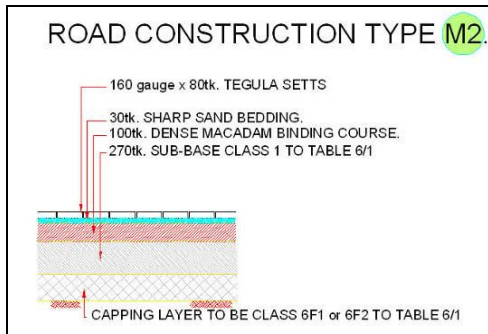 ROAD CONSTRUCTION TYPE M2.
160 gauge x 80tk. TEGULA SETTS
30tk. SHARP SAND BEDDING.
100tk. DENSE MACADAM BINDING COURSE.
270tk. SUB-BASE CLASS 1 TO TABLE 6/1
CAPPING LAYER TO BE CLASS 6F1 or 6F2 TO TABLE 6/1